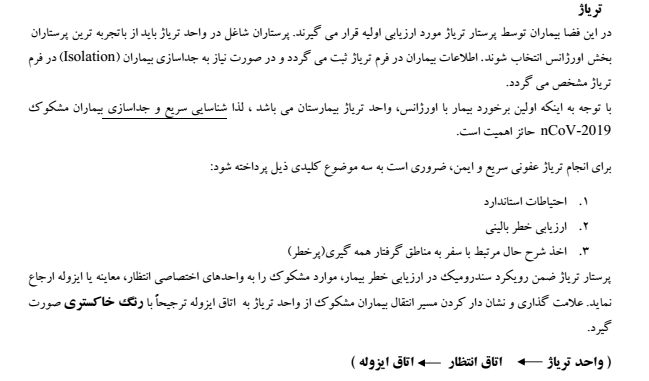 تریاژ
در این فضا بیماران توسط پرستار تریاژ مورد ارزیابی اولیه قرار می گیرند. پرستاران شاغل در واحد تریاژ باید از باتجربه ترین پرستاران
بخش اورژانس انتخاب شوند. اطلاعات بیماران در فرم تریاژ ثبت می گردد و در صورت نیاز به جداسازی بیماران (Isolation) در فرم
تریاژ مشخص می گردد.
با توجه به اینکه اولین برخورد بیمار با اورژانس، واحد تریاژ بیمارستان می باشد ، لذا شناسایی سریع و جداسازی بیماران مشکوک
nCoV-2019 حائز اهمیت است.
برای انجام تریاژ عفونی سریع و ایمن، ضروری است به سه موضوع کلیدی ذیل پرداخته شود:
۱. احتیاطات استاندارد
۲. ارزیابی خطر بالینی
۳. اخذ شرح حال مرتبط با سفر به مناطق گرفتار همه گیری(پرخطر)
پرستار تریاژ ضمن رویکرد سندرومیک در ارزیابی خطر بیمار، موارد مشکوک را به واحدهای اختصاصی انتظار، معاینه یا ایزوله ارجاع
نماید. علامت گذاری و نشان دار کردن مسیر انتقال بیماران مشکوک از واحد تریاژ به اتاق ایزوله ترجیحاً با رنگ خاکستری صورت
گیرد.
( واحد تریاژ ← اتاق انتظار ← اتاق ایزوله )